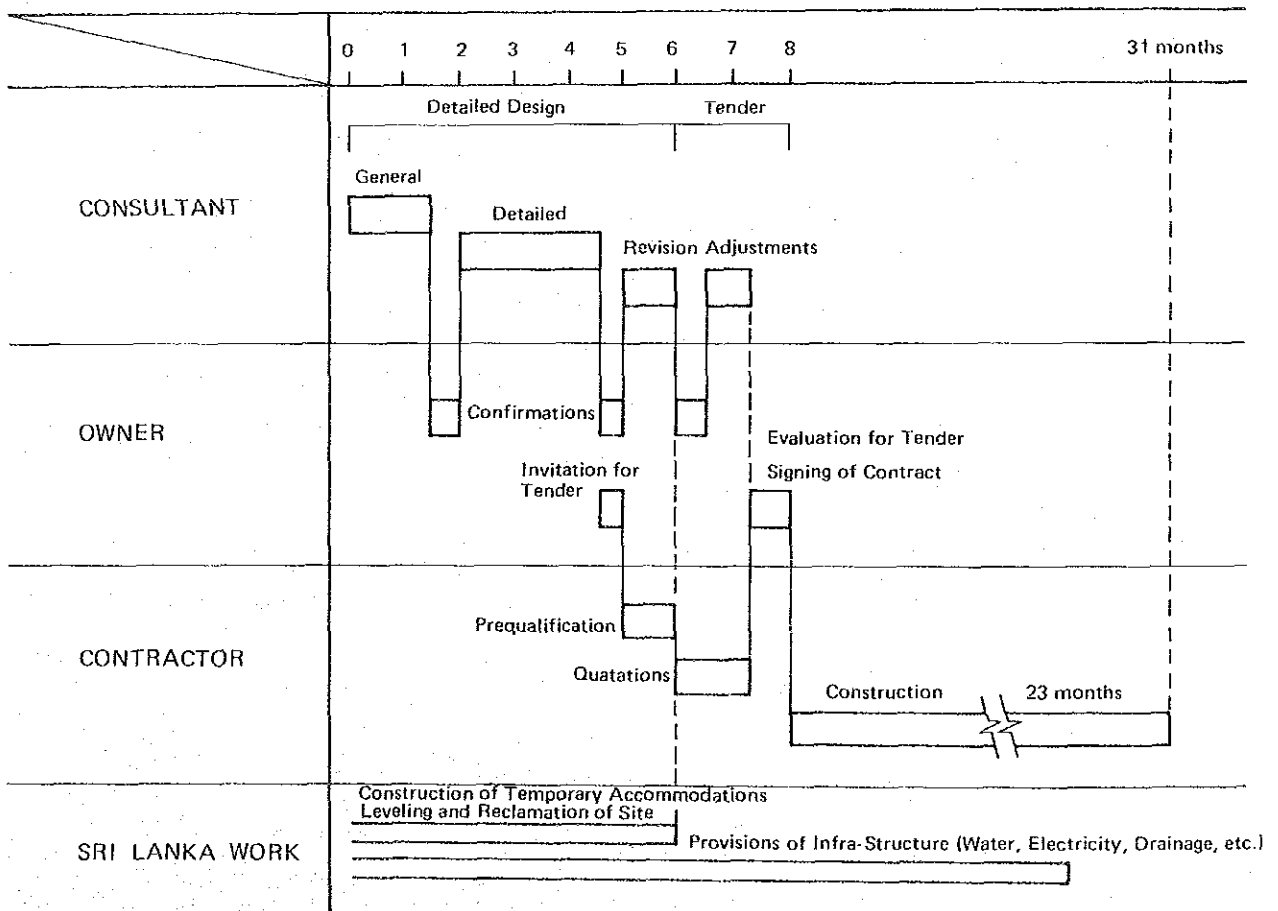 0 1 2 3 4 5 6 7 8 31 months
Detailed Design Tender
General
CONSULTANT
Detailed
Revision Adjustments
Confirmations
OWNER
Evaluation for Tender
Invitation for
Tender
Signing of Contract
Prequalification
CONTRACTOR
Quatations
Construction 23 months
Construction of Temporary Accommodations
Leveling and Reclamation of Site
SRI LANKA WORK
Provisions of Infra-Structure (Water, Electricity, Drainage, etc.)